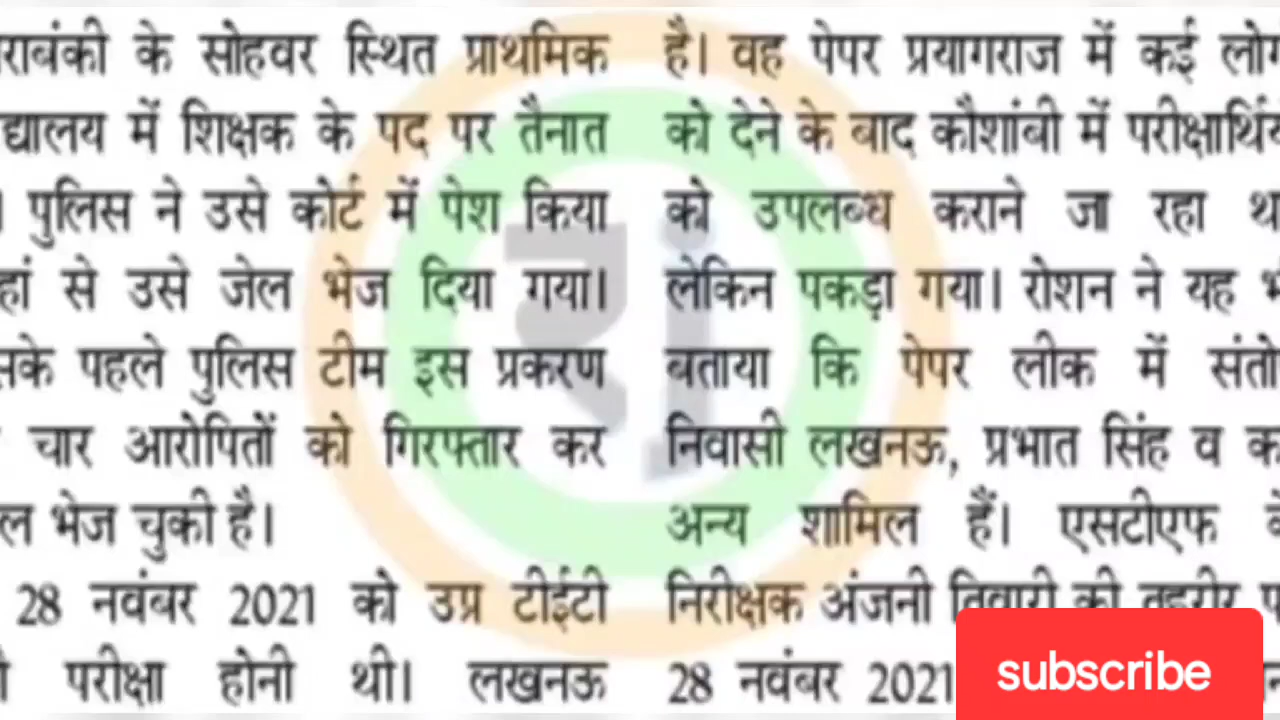 राबंकी के सोहवर स्थित प्राथमिक
द्यालय में शिक्षक के पद पर तैनात
। पुलिस ने उसे कोर्ट में पेश किया
हां से उसे जेल भेज दिया गया।
सके पहले पुलिस टीम इस प्रकरण
चार आरोपितों को गिरफ्तार कर
ल भेज चुकी है।
28 नवंबर 2021 को उप्र टीईटी
परीक्षा होनी थी। लखनऊ
है। वह पेपर प्रयागराज में कई लोग
को देने के बाद कौशांबी में परीक्षार्थिय
को उपलब्ध कराने जा रहा था
लेकिन पकड़ा गया। रोशन ने यह भ
बताया कि पेपर लीक में संतो
निवासी लखनऊ, प्रभात सिंह व क
अन्य शामिल हैं। एसटीएफ के
निरीक्षक अंजनी तिवारी की तहरीर प
28 नवंबर 2021
subscribe